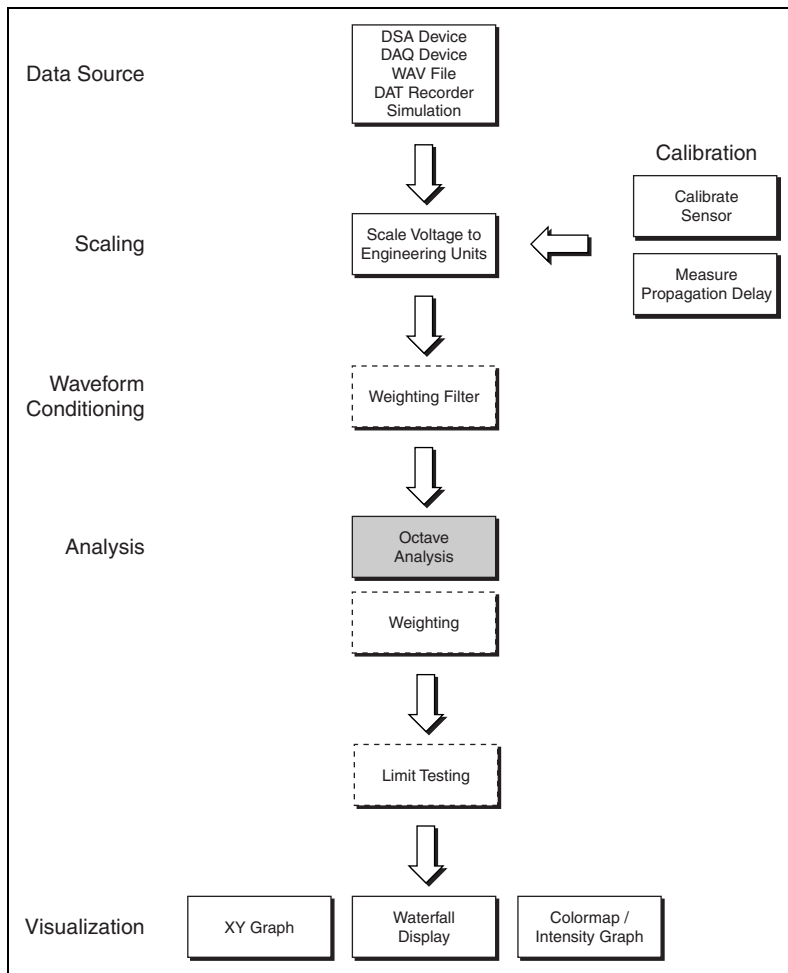 DSA Device
DAQ Device
WAV File
DAT Recorder
Simulation
Data Source
Calibration
Calibrate
Sensor
Scaling
Scale Voltage to
Engineering Units
Measure
Propagation Delay
Waveform
Conditioning
Weighting Filter
Analysis
Octave
Analysis
Weighting
Limit Testing
Visualization
XY Graph
Waterfall
Display
Colormap /
Intensity Graph